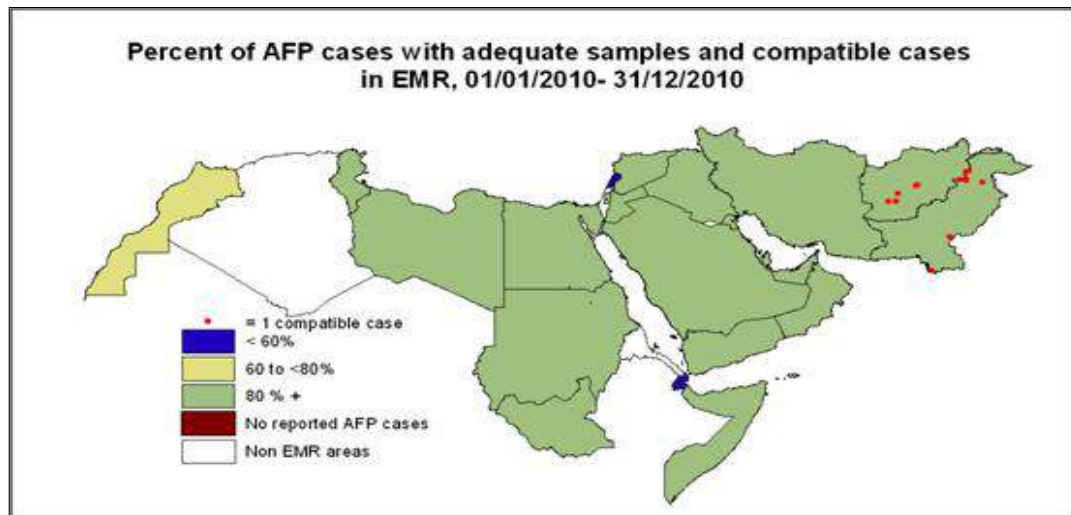 Percent of AFP cases with adequate samples and compatible cases
in EMR, 01/01/2010- 31/12/2010
= 1 compatible case
< 60%
60 to <80%
80 % +
No reported AFP cases
Non EMR areas